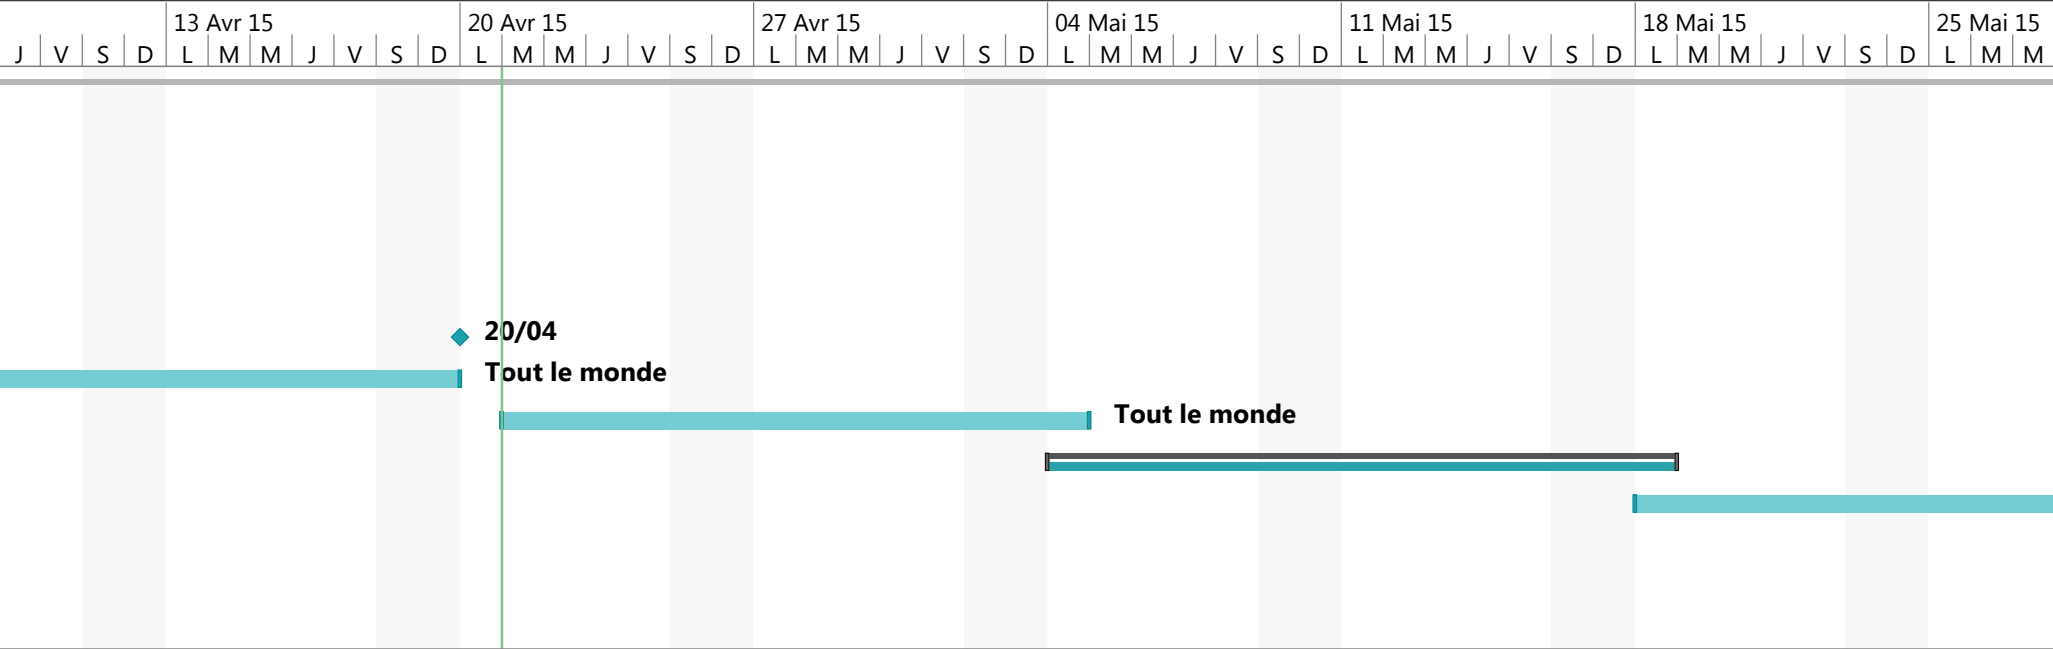 13 Avr 15 20 Avr 15 27 Avr 15 04 Mai 15 11 Mai 15 18 Mai 15 25 Mai 15
J V S D L M M J V S D L M M J V S D L M M J V S D L M M J V S D L M M J V S D L M M J V S D L M M
20/04
Tout le monde
Tout le monde